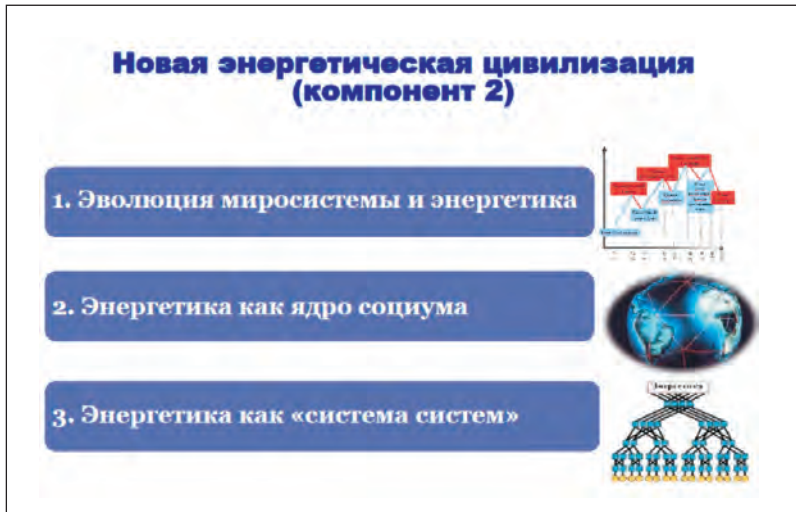 Новая энергетическая цивилизация
(компонент 2)
1. Эволюция миросистемы и энергетика
2. Энергетика как ядро социума
3. Энергетика как «система систем»
Энергетика